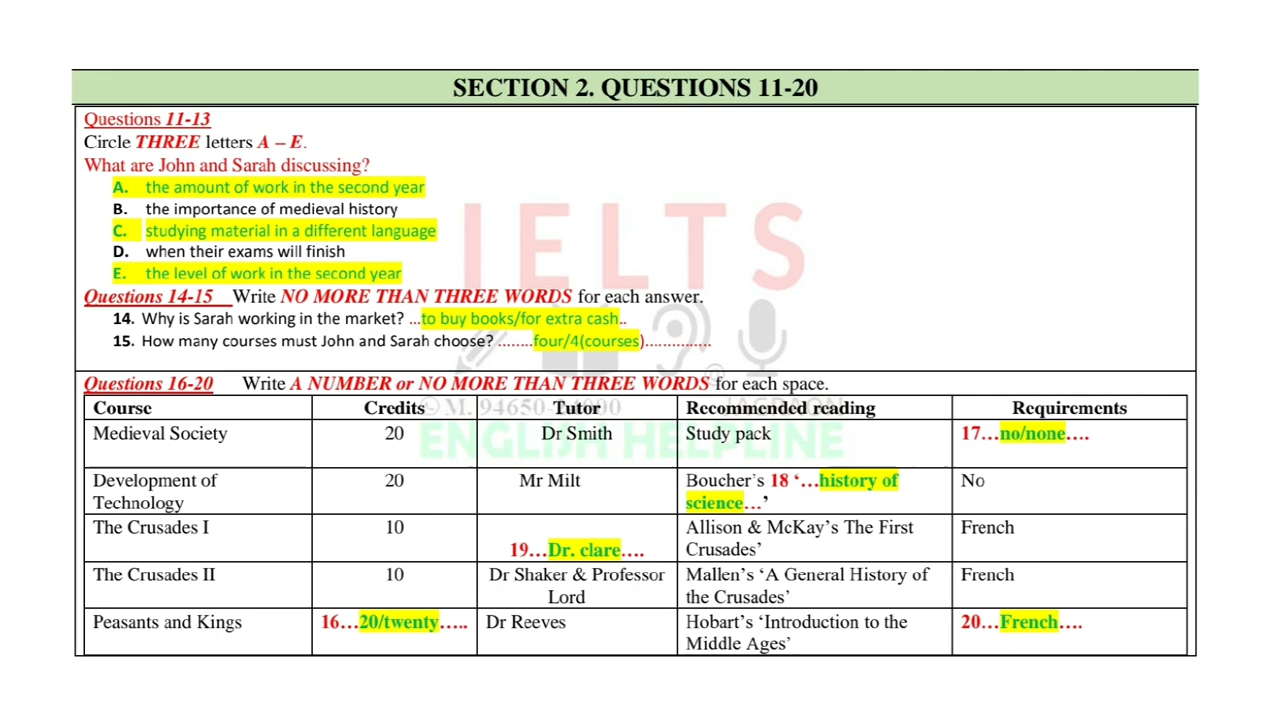 SECTION 2. QUESTIONS 11-20
Questions 11-13
Circle THREE letters A – E.
What are John and Sarah discussing?
A. the amount of work in the second year
B. the importance of medieval history
C. studying material in a different language
D. when their exams will finish
E. the level of work in the second year
IELTS
Questions 14-15 Write NO MORE THAN THREE WORDS for each answer.
14. Why is Sarah working in the market? ...to buy books/for extra cash..
15. How many courses must John and Sarah choose? ........four/4(courses)................
Questions 16-20 Write A NUMBER or NO MORE THAN THREE WORDS for each space.
Course Credits Tutor Recommended reading Requirements
© M. 94650
JAGRAON
ENGLISH HELPLINE
Medieval Society 20 Dr Smith Study pack 17…no/none….
Development of Technology 20 Mr Milt Boucher's 18 ‘…history of science…’ No
The Crusades I 10 19…Dr. clare…. Allison & McKay's The First Crusades’ French
The Crusades II 10 Dr Shaker & Professor Lord Mallen's ‘A General History of the Crusades’ French
Peasants and Kings 16…20/twenty….. Dr Reeves Hobart's ‘Introduction to the Middle Ages’ 20…French….